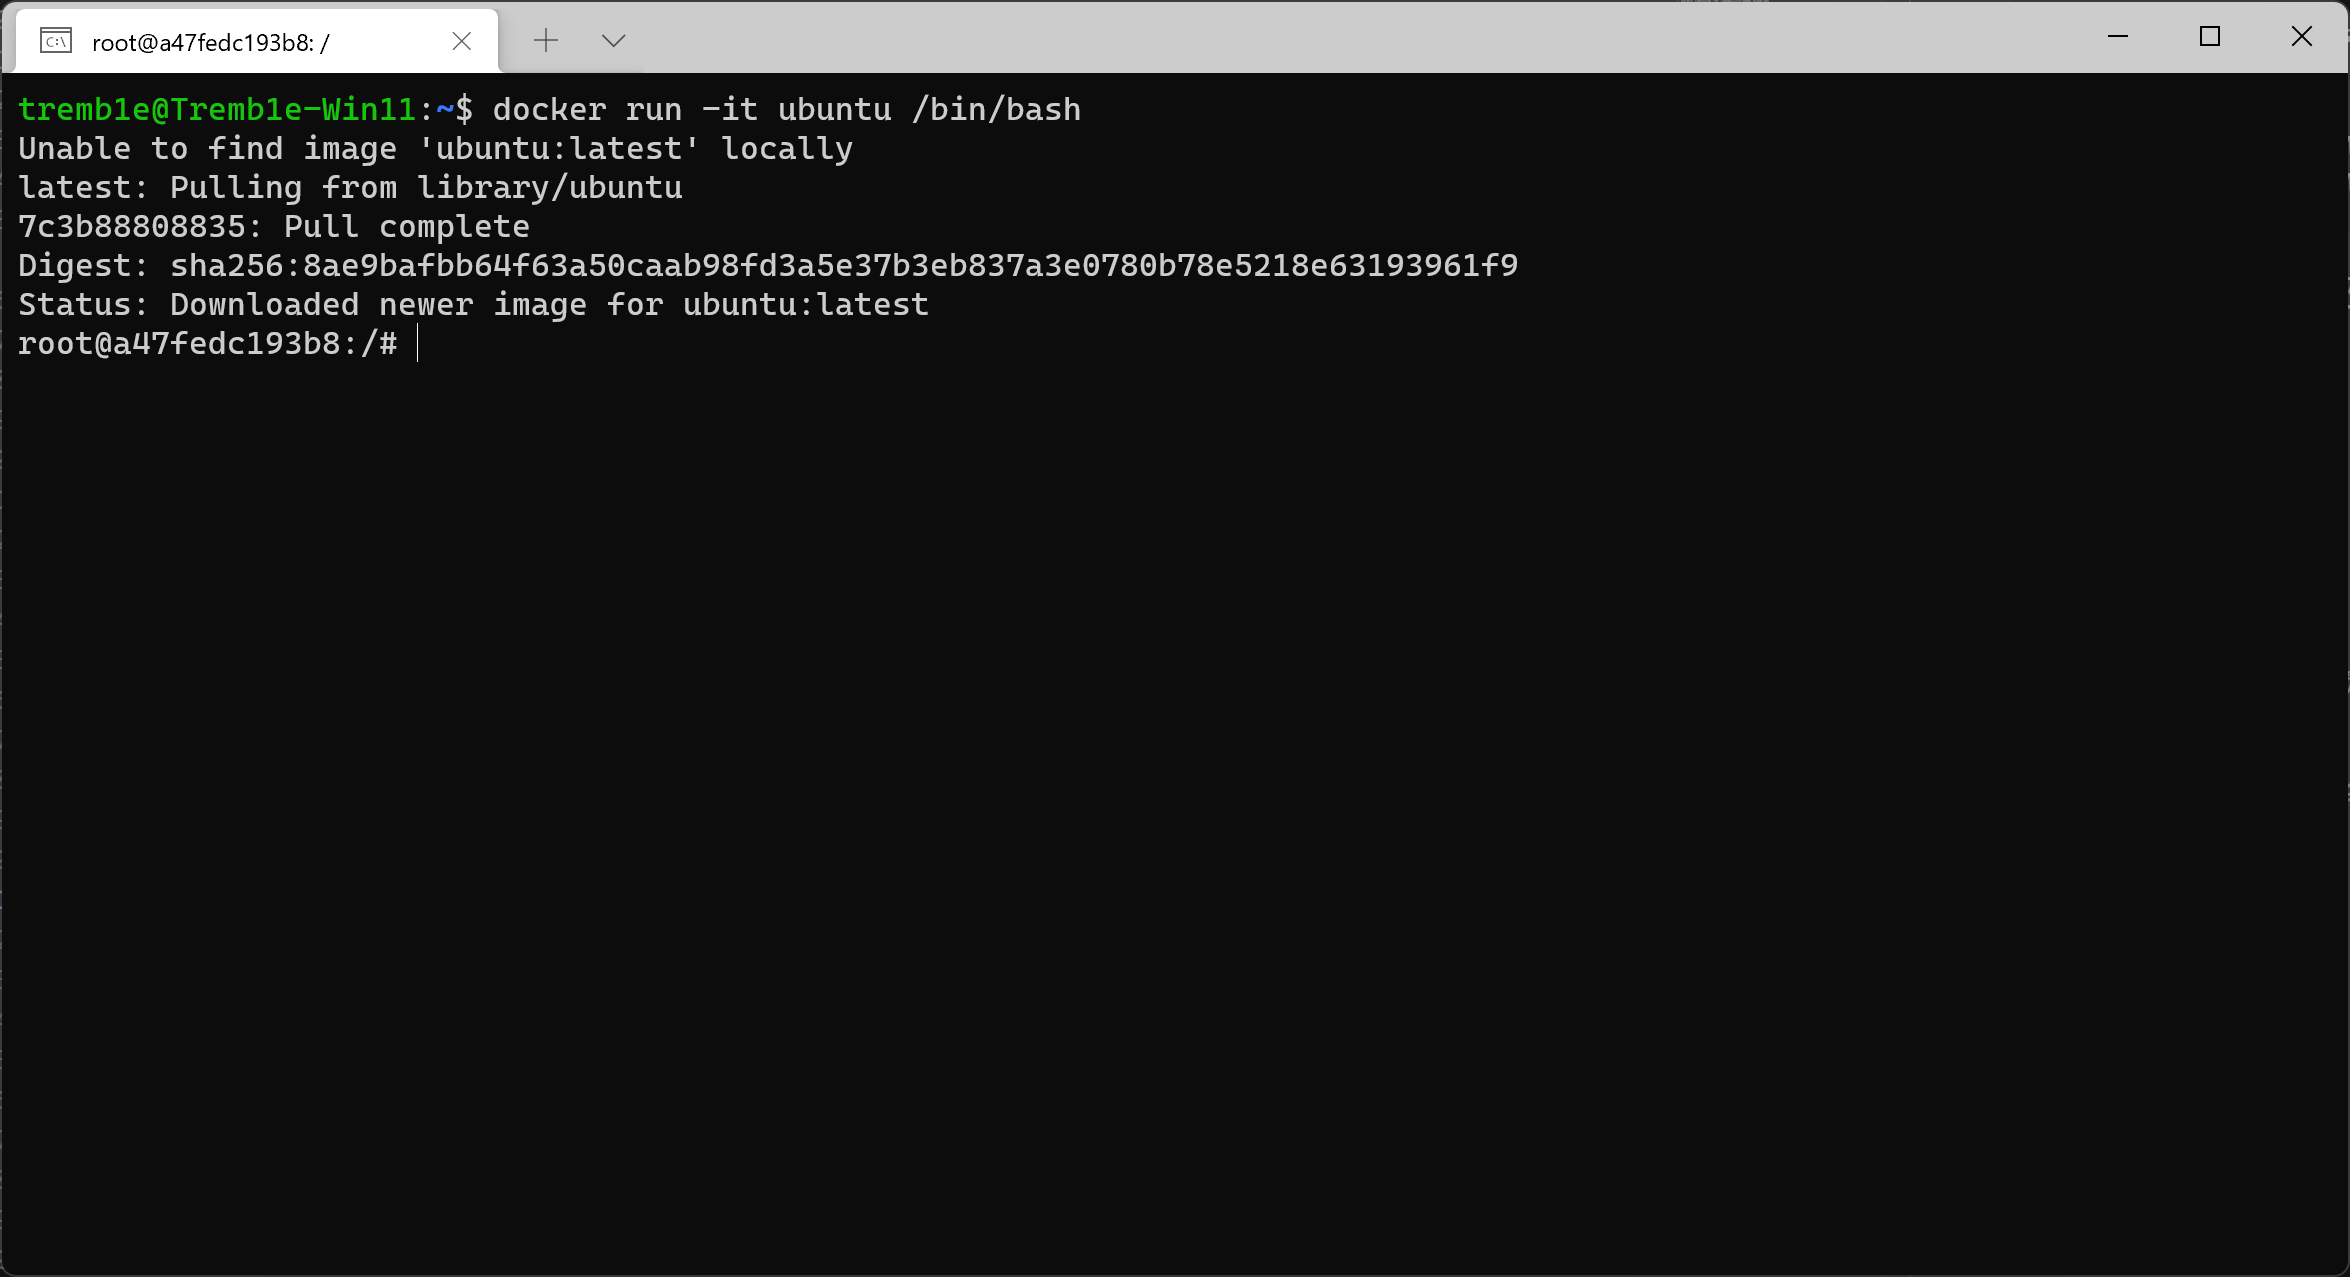 root@a47fedc193b8: /
tremb1e@Tremb1e-Win11:~$ docker run -it ubuntu /bin/bash
Unable to find image 'ubuntu:latest' locally
latest: Pulling from library/ubuntu
7c3b88808835: Pull complete
Digest: sha256:8ae9bafbb64f63a50caab98fd3a5e37b3eb837a3e0780b78e5218e63193961f9
Status: Downloaded newer image for ubuntu:latest
root@a47fedc193b8:/#